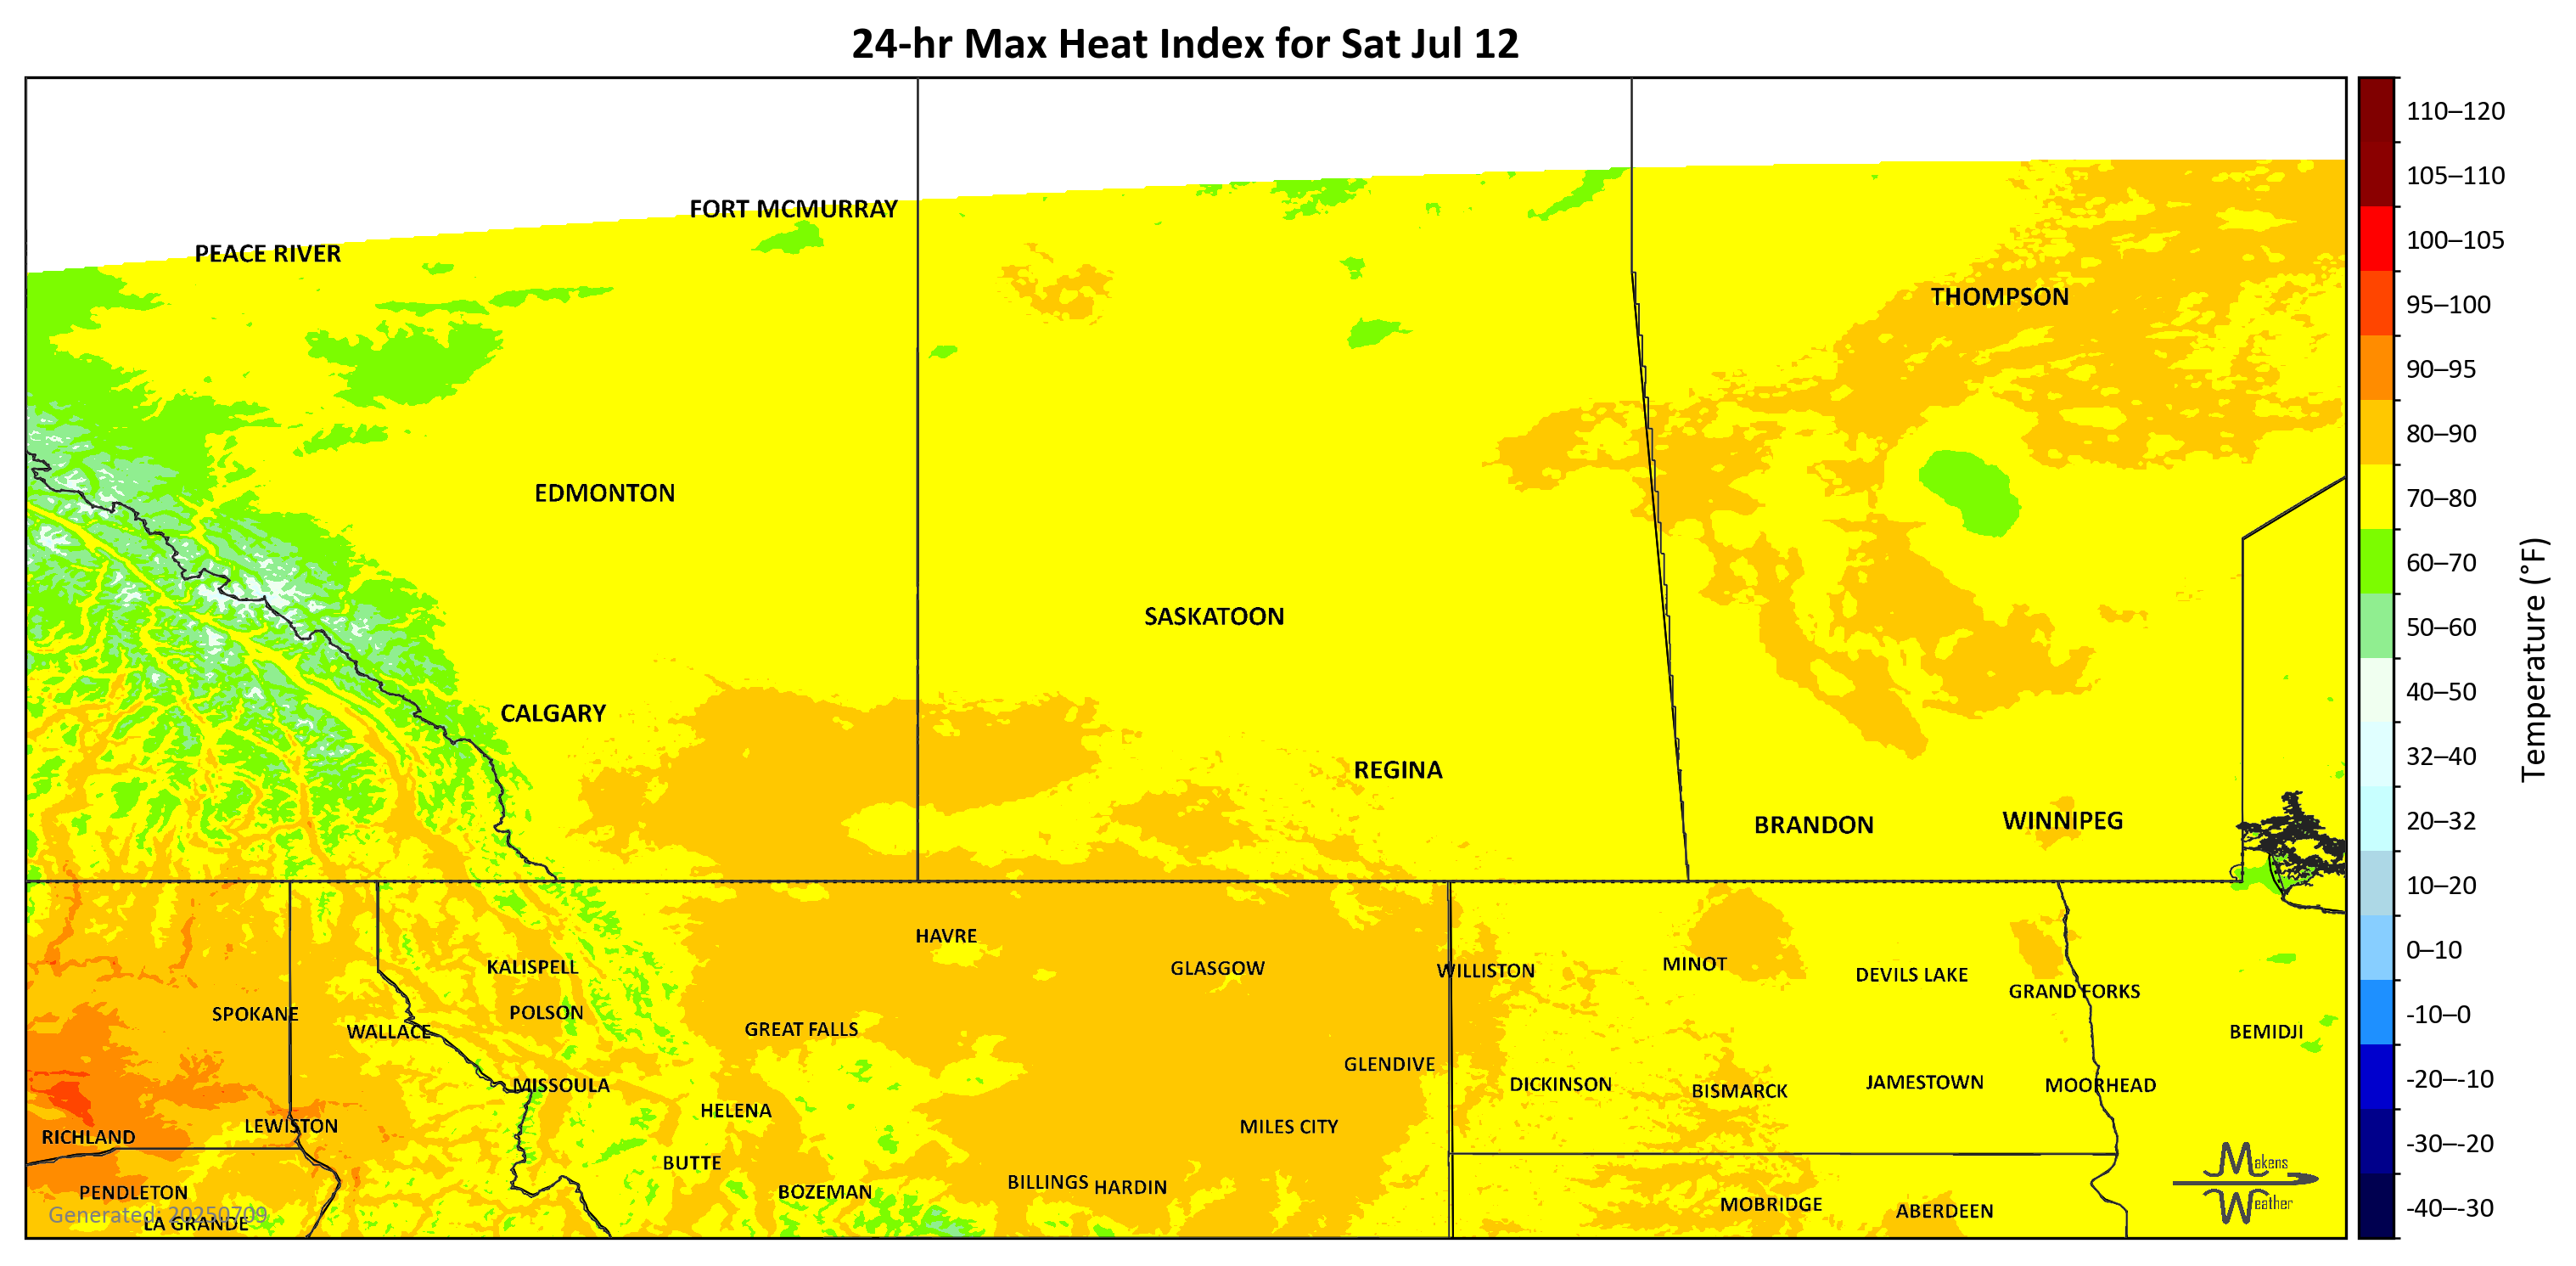 24-hr Max Heat Index for Sat Jul 12
110–120
105–110
FORT MCMURRAY
100–105
PEACE RIVER
THOMPSON
95–100
90–95
80–90
EDMONTON
70–80
60–70
SASKATOON
50–60
40–50
CALGARY
32–40
REGINA
20–32
BRANDON
WINNIPEG
10–20
HAVRE
0–10
KALISPELL
GLASGOW
WILLISTON
MINOT
DEVILS LAKE
GRAND FORKS
SPOKANE
POLSON
-10–0
WALLACE
GREAT FALLS
BEMIDJI
GLENDIVE
-20–-10
MISSOULA
DICKINSON
BISMARCK
JAMESTOWN
MOORHEAD
HELENA
LEWISTON
MILES CITY
RICHLAND
-30–-20
BUTTE
Makens
Weather
PENDLETON
BOZEMAN
BILLINGS
HARDIN
MOBRIDGE
ABERDEEN
-40–-30
Generated: 20250709
LA GRANDE
Temperature (°F)